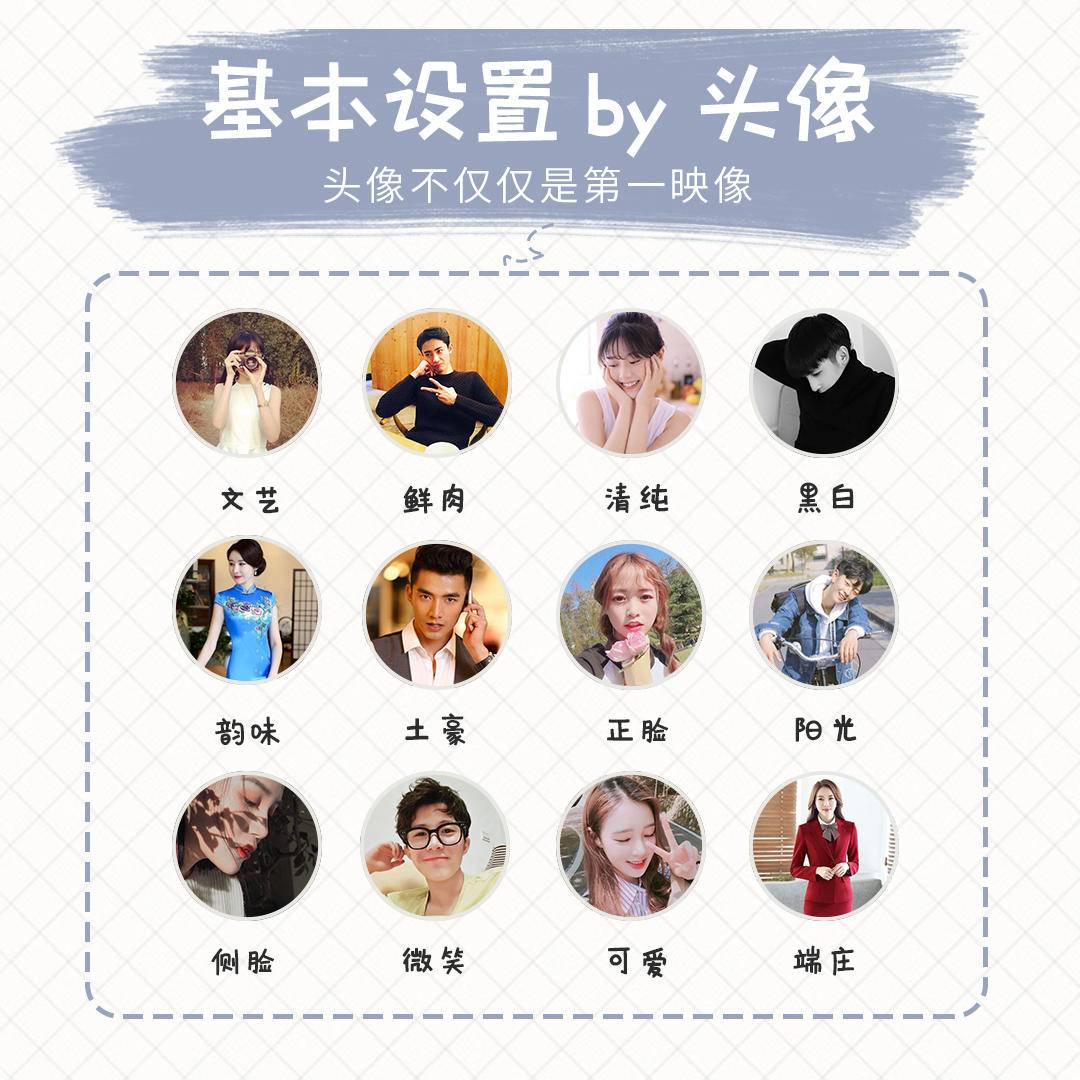 基本设置 by 头像
头像不仅仅是第一映像
文艺 鲜肉 清纯 黑白
韵味 土豪 正脸 阳光
侧脸 微笑 可爱 端庄